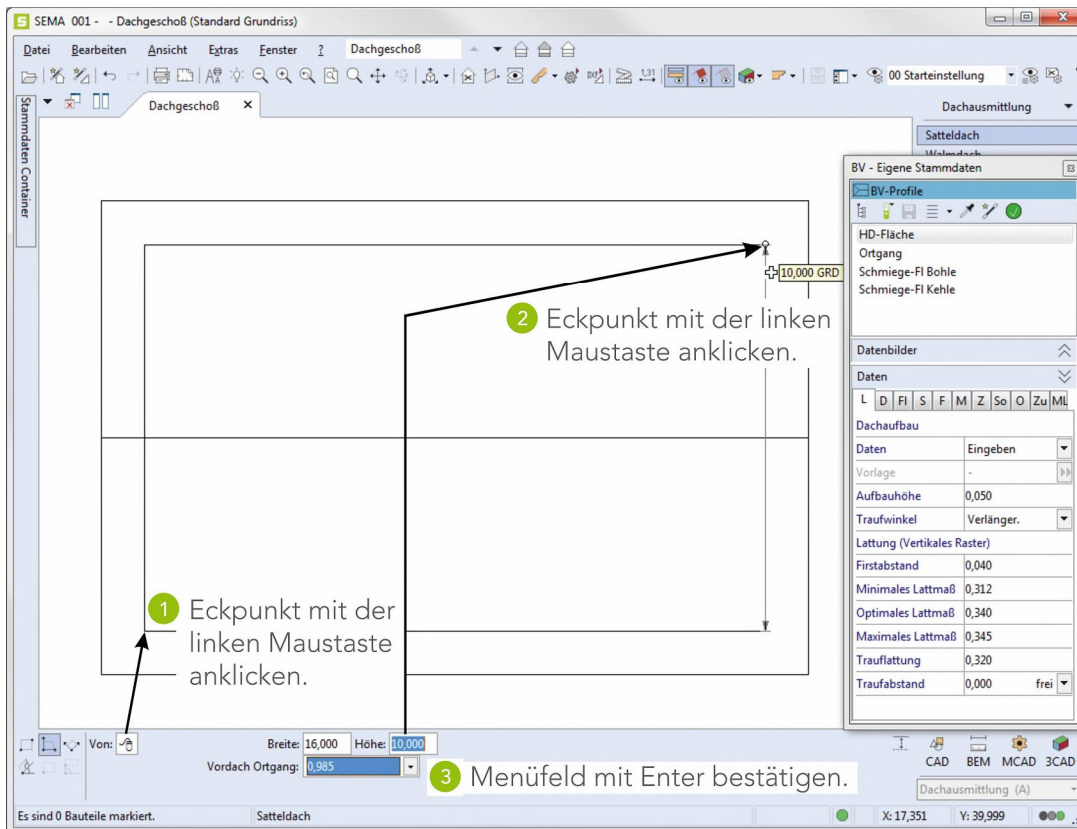 SEMA 001 - - Dachgeschoß (Standard Grundriss)
Datei Bearbeiten Ansicht Extras Fenster ? Dachgeschoß
00 Starteinstellung
Dachgeschoß
Stammdaten Container
Dachausmittlung
Satteldach
BV - Eigene Stammdaten
BV-Profile
HD-Fläche
Ortgang
Schmiege-Fl Bohle
Schmiege-Fl Kehle
Datenbilder
Daten
L D Fl S F M Z So O Zu ML
Dachaufbau
Daten Eingeben
Vorlage -
Aufbauhöhe 0,050
Traufwinkel Verlänger.
Lattung (Vertikales Raster)
Firstabstand 0,040
Minimales Lattmaß 0,312
Optimales Lattmaß 0,340
Maximales Lattmaß 0,345
Trauflattung 0,320
Traufabstand 0,000 frei
10,000 GRD
2 Eckpunkt mit der linken
Maustaste anklicken.
1 Eckpunkt mit der
linken Maustaste
anklicken.
Von: Breite: 16,000 Höhe: 10,000
Vordach Ortgang: 0,985
3 Menüfeld mit Enter bestätigen.
CAD BEM MCAD 3CAD
Dachausmittlung (A)
Es sind 0 Bauteile markiert. Satteldach X: 17,351 Y: 39,999